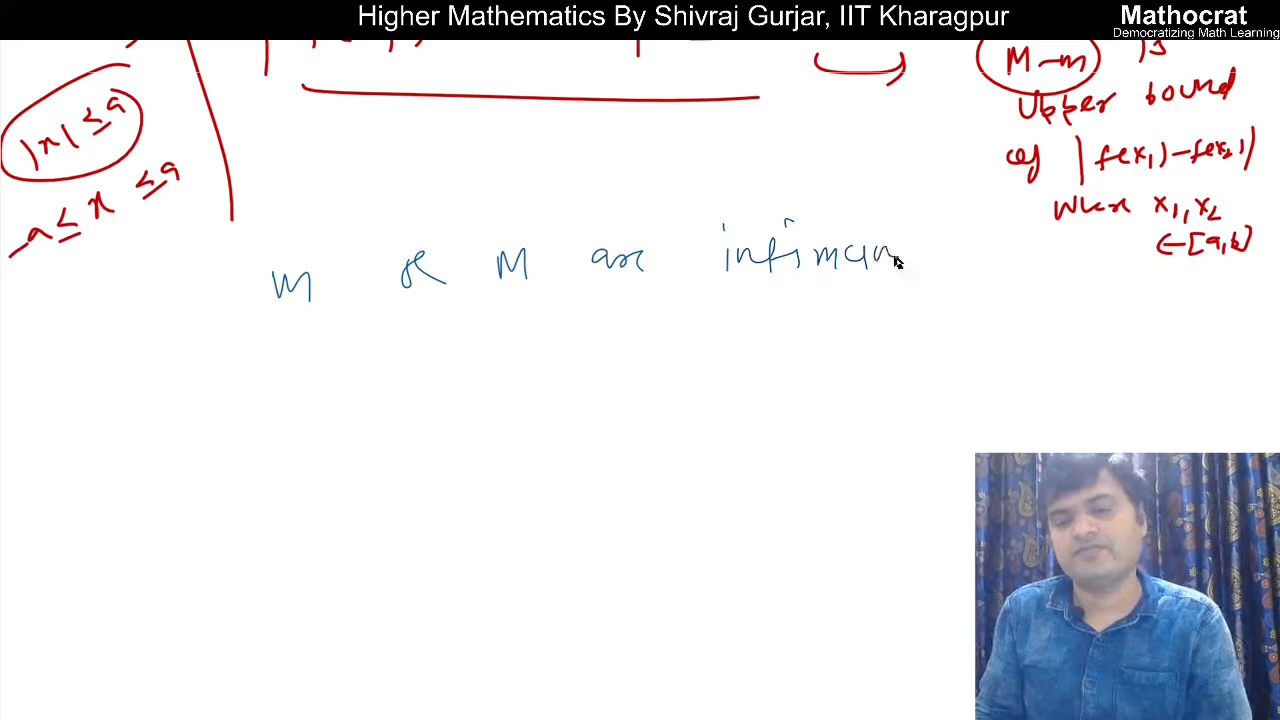 Higher Mathematics By Shivraj Gurjar, IIT Kharagpur
Mathocrat
Democratizing Math Learning
|x| ≤ a
-a ≤ x ≤ a
M-m is
Upper bound
of |f(x₁)-f(x₂)|
when x₁, x₂
∈ [a,b]
m & M are infimum